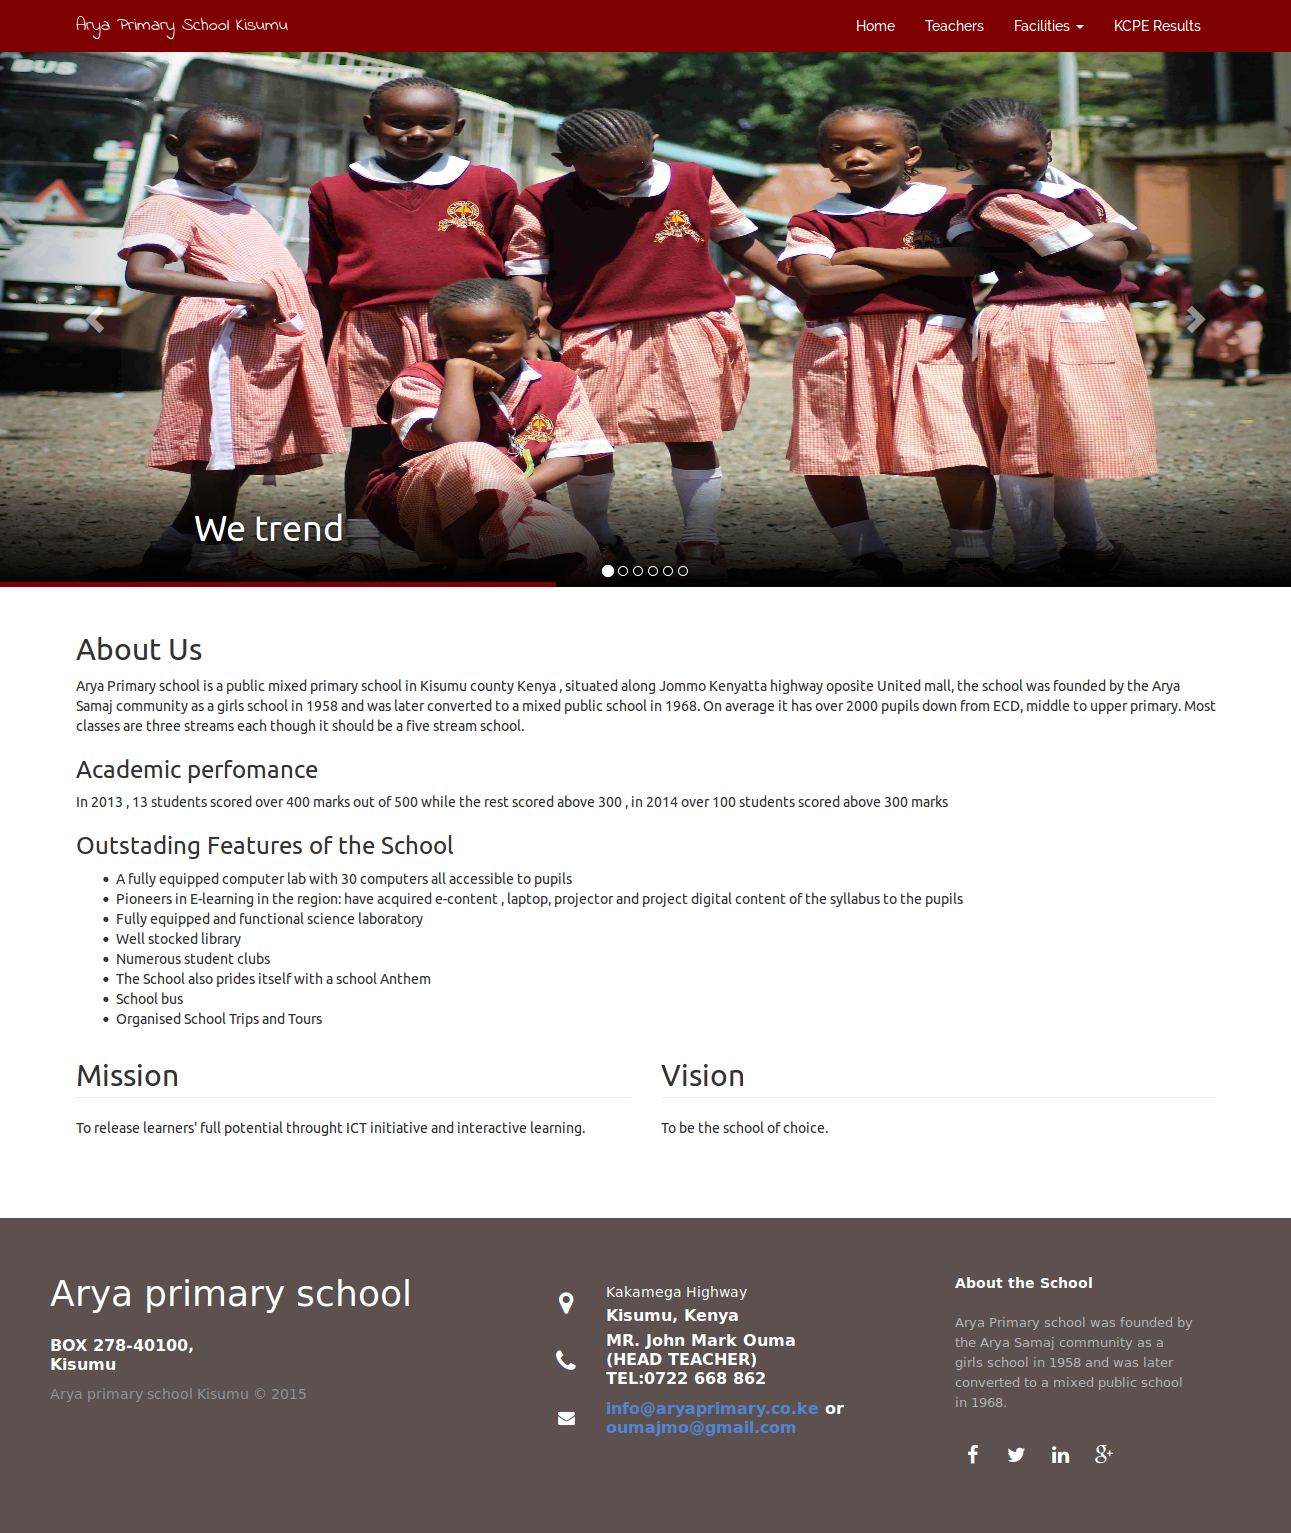 Arya Primary School Kisumu
Home Teachers Facilities KCPE Results
BUS
We trend
About Us
Arya Primary school is a public mixed primary school in Kisumu county Kenya , situated along Jommo Kenyatta highway oposite United mall, the school was founded by the Arya
Samaj community as a girls school in 1958 and was later converted to a mixed public school in 1968. On average it has over 2000 pupils down from ECD, middle to upper primary. Most
classes are three streams each though it should be a five stream school.
Academic perfomance
In 2013 , 13 students scored over 400 marks out of 500 while the rest scored above 300 , in 2014 over 100 students scored above 300 marks
Outstading Features of the School
A fully equipped computer lab with 30 computers all accessible to pupils
Pioneers in E-learning in the region: have acquired e-content , laptop, projector and project digital content of the syllabus to the pupils
Fully equipped and functional science laboratory
Well stocked library
Numerous student clubs
The School also prides itself with a school Anthem
School bus
Organised School Trips and Tours
Mission
To release learners' full potential throught ICT initiative and interactive learning.
Vision
To be the school of choice.
Arya primary school
BOX 278-40100,
Kisumu
Arya primary school Kisumu © 2015
Kakamega Highway
Kisumu, Kenya
MR. John Mark Ouma
(HEAD TEACHER)
TEL:0722 668 862
info@aryaprimary.co.ke or
oumajmo@gmail.com
About the School
Arya Primary school was founded by
the Arya Samaj community as a
girls school in 1958 and was later
converted to a mixed public school
in 1968.